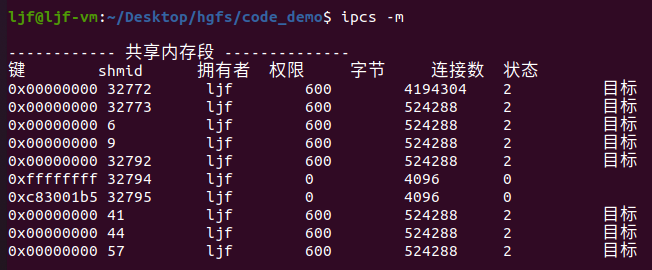 ljf@ljf-vm:~/Desktop/hgfs/code_demo$ ipcs -m
------------ 共享内存段 --------------
键 shmid 拥有者 权限 字节 连接数 状态
0x00000000 32772 ljf 600 4194304 2 目标
0x00000000 32773 ljf 600 524288 2 目标
0x00000000 6 ljf 600 524288 2 目标
0x00000000 9 ljf 600 524288 2 目标
0x00000000 32792 ljf 600 524288 2 目标
0xffffffff 32794 ljf 0 4096 0
0xc83001b5 32795 ljf 0 4096 0
0x00000000 41 ljf 600 524288 2 目标
0x00000000 44 ljf 600 524288 2 目标
0x00000000 57 ljf 600 524288 2 目标